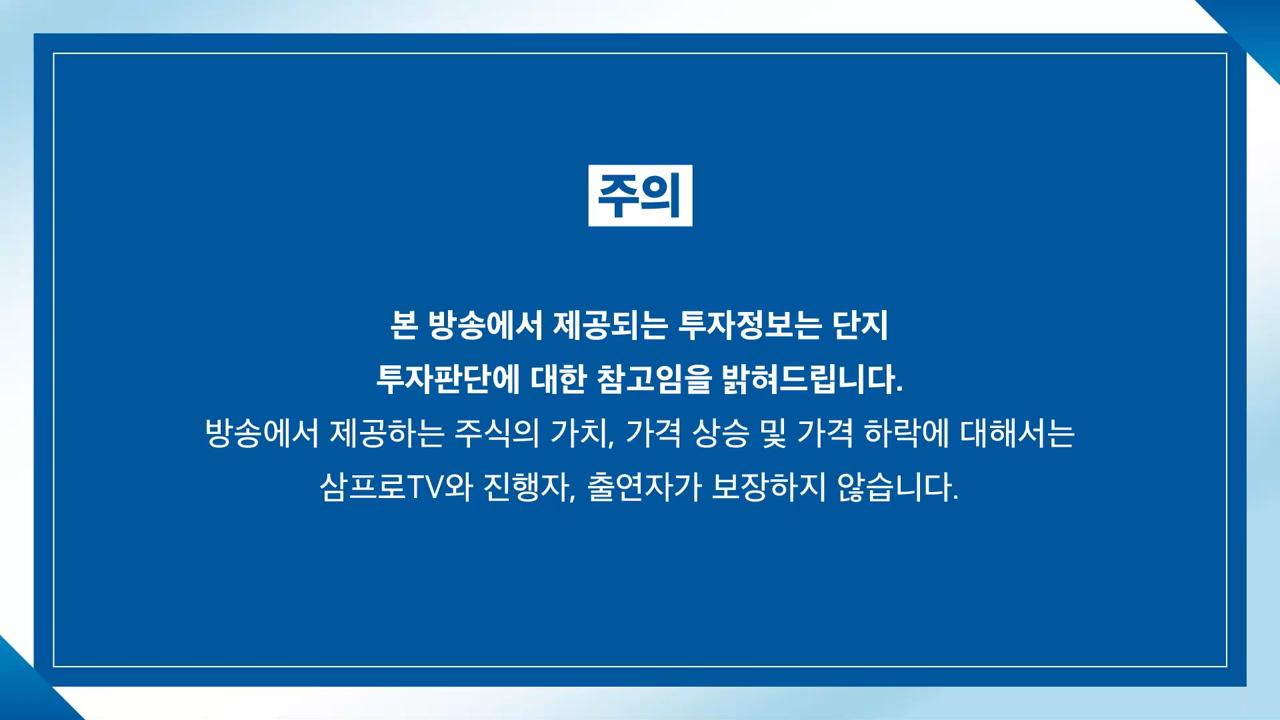 주의
본 방송에서 제공되는 투자정보는 단지
투자판단에 대한 참고임을 밝혀드립니다.
방송에서 제공하는 주식의 가치, 가격 상승 및 가격 하락에 대해서는
삼프로TV와 진행자, 출연자가 보장하지 않습니다.